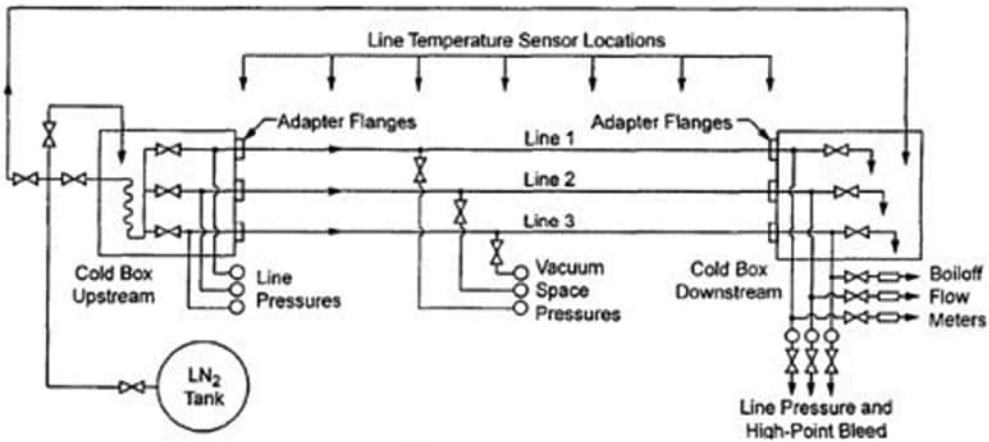 Line Temperature Sensor Locations
Adapter Flanges
Adapter Flanges
Line 1
Line 2
Line 3
Cold Box
Upstream
Line
Pressures
Vacuum
Space
Pressures
Cold Box
Downstream
Boiloff
Flow
Meters
LN2
Tank
Line Pressure and
High-Point Bleed